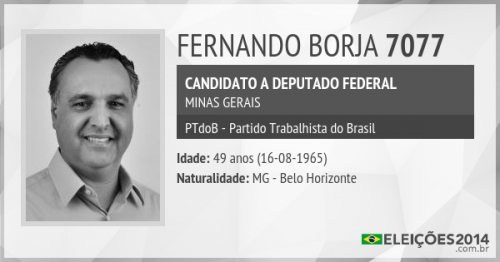 FERNANDO BORJA 7077
CANDIDATO A DEPUTADO FEDERAL
MINAS GERAIS
PTdoB - Partido Trabalhista do Brasil
Idade: 49 anos (16-08-1965)
Naturalidade: MG - Belo Horizonte
ELEIÇÕES2014
.com.br